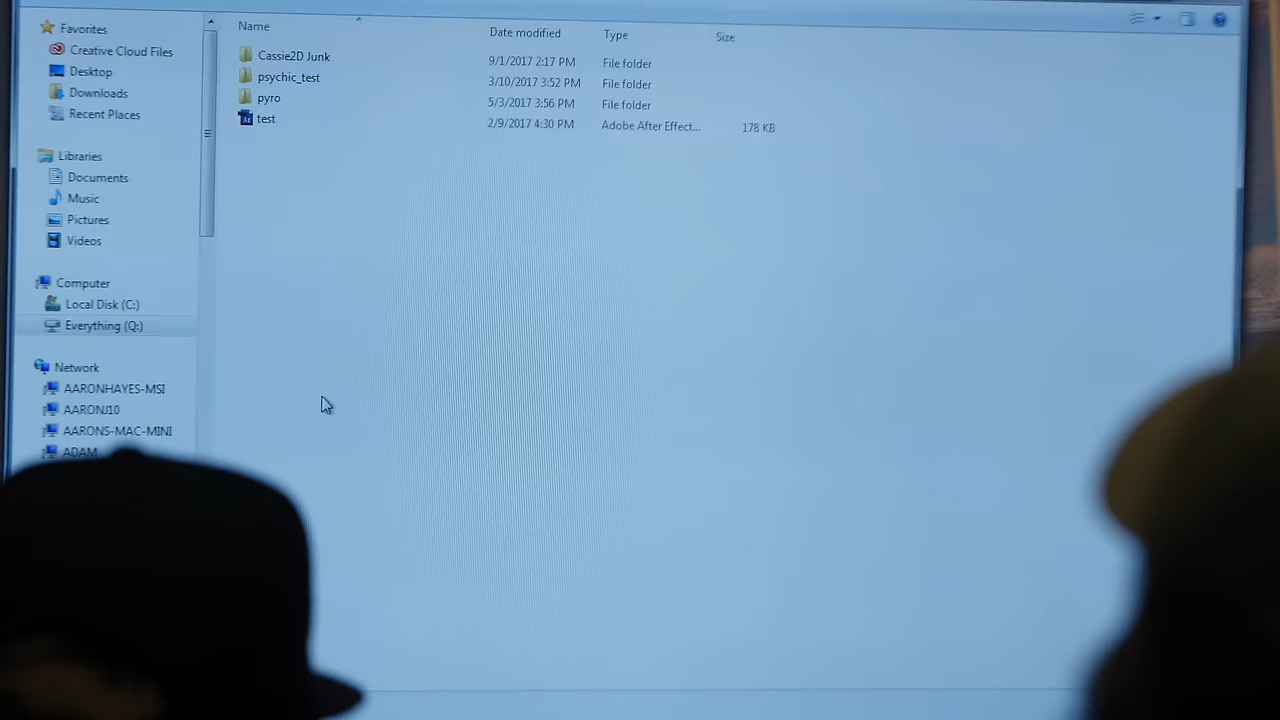 Name Date modified Type Size
Favorites
Creative Cloud Files
Desktop
Downloads
Recent Places
Libraries
Documents
Music
Pictures
Videos
Computer
Local Disk (C:)
Everything (Q:)
Network
AARONHAYES-MSI
AARONJ10
AARONS-MAC-MINI
ADAM
Cassie2D Junk 9/1/2017 2:17 PM File folder
psychic_test 3/10/2017 3:52 PM File folder
pyro 5/3/2017 3:56 PM File folder
test 2/9/2017 4:30 PM Adobe After Effect... 178 KB